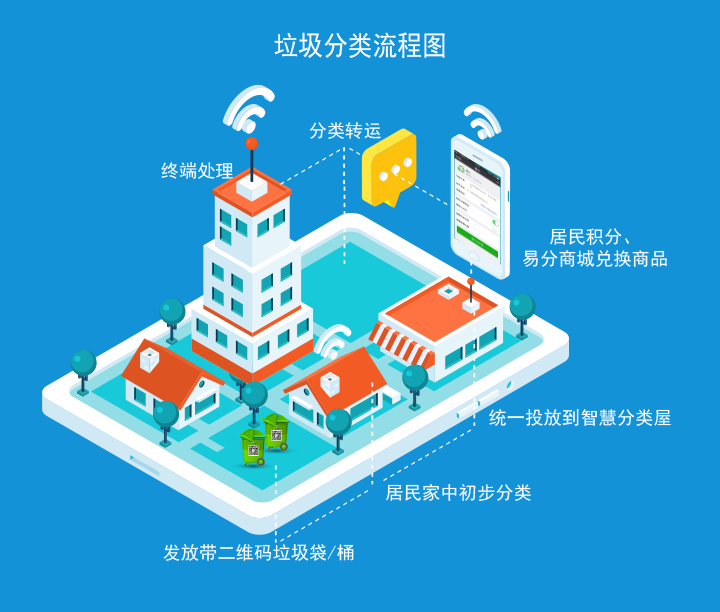 垃圾分类流程图
分类转运
终端处理
居民积分、
易分商城兑换商品
统一投放到智慧分类屋
居民家中初步分类
发放带二维码垃圾袋/桶